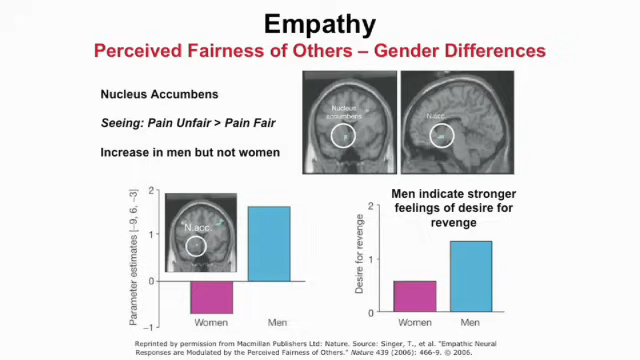 Empathy
Perceived Fairness of Others – Gender Differences
Nucleus Accumbens
Seeing: Pain Unfair > Pain Fair
Increase in men but not women
Nucleus
accumbens
N.acc.
Men indicate stronger
feelings of desire for
revenge
Parameter estimates [–9, 6, –3]
2
1
0
–1
N.acc.
Women
Men
Desire for revenge
2
1
0
Women
Men
Reprinted by permission from Macmillan Publishers Ltd: Nature. Source: Singer, T., et al. "Empathic Neural
Responses are Modulated by the Perceived Fairness of Others." Nature 439 (2006): 466-9. © 2006.